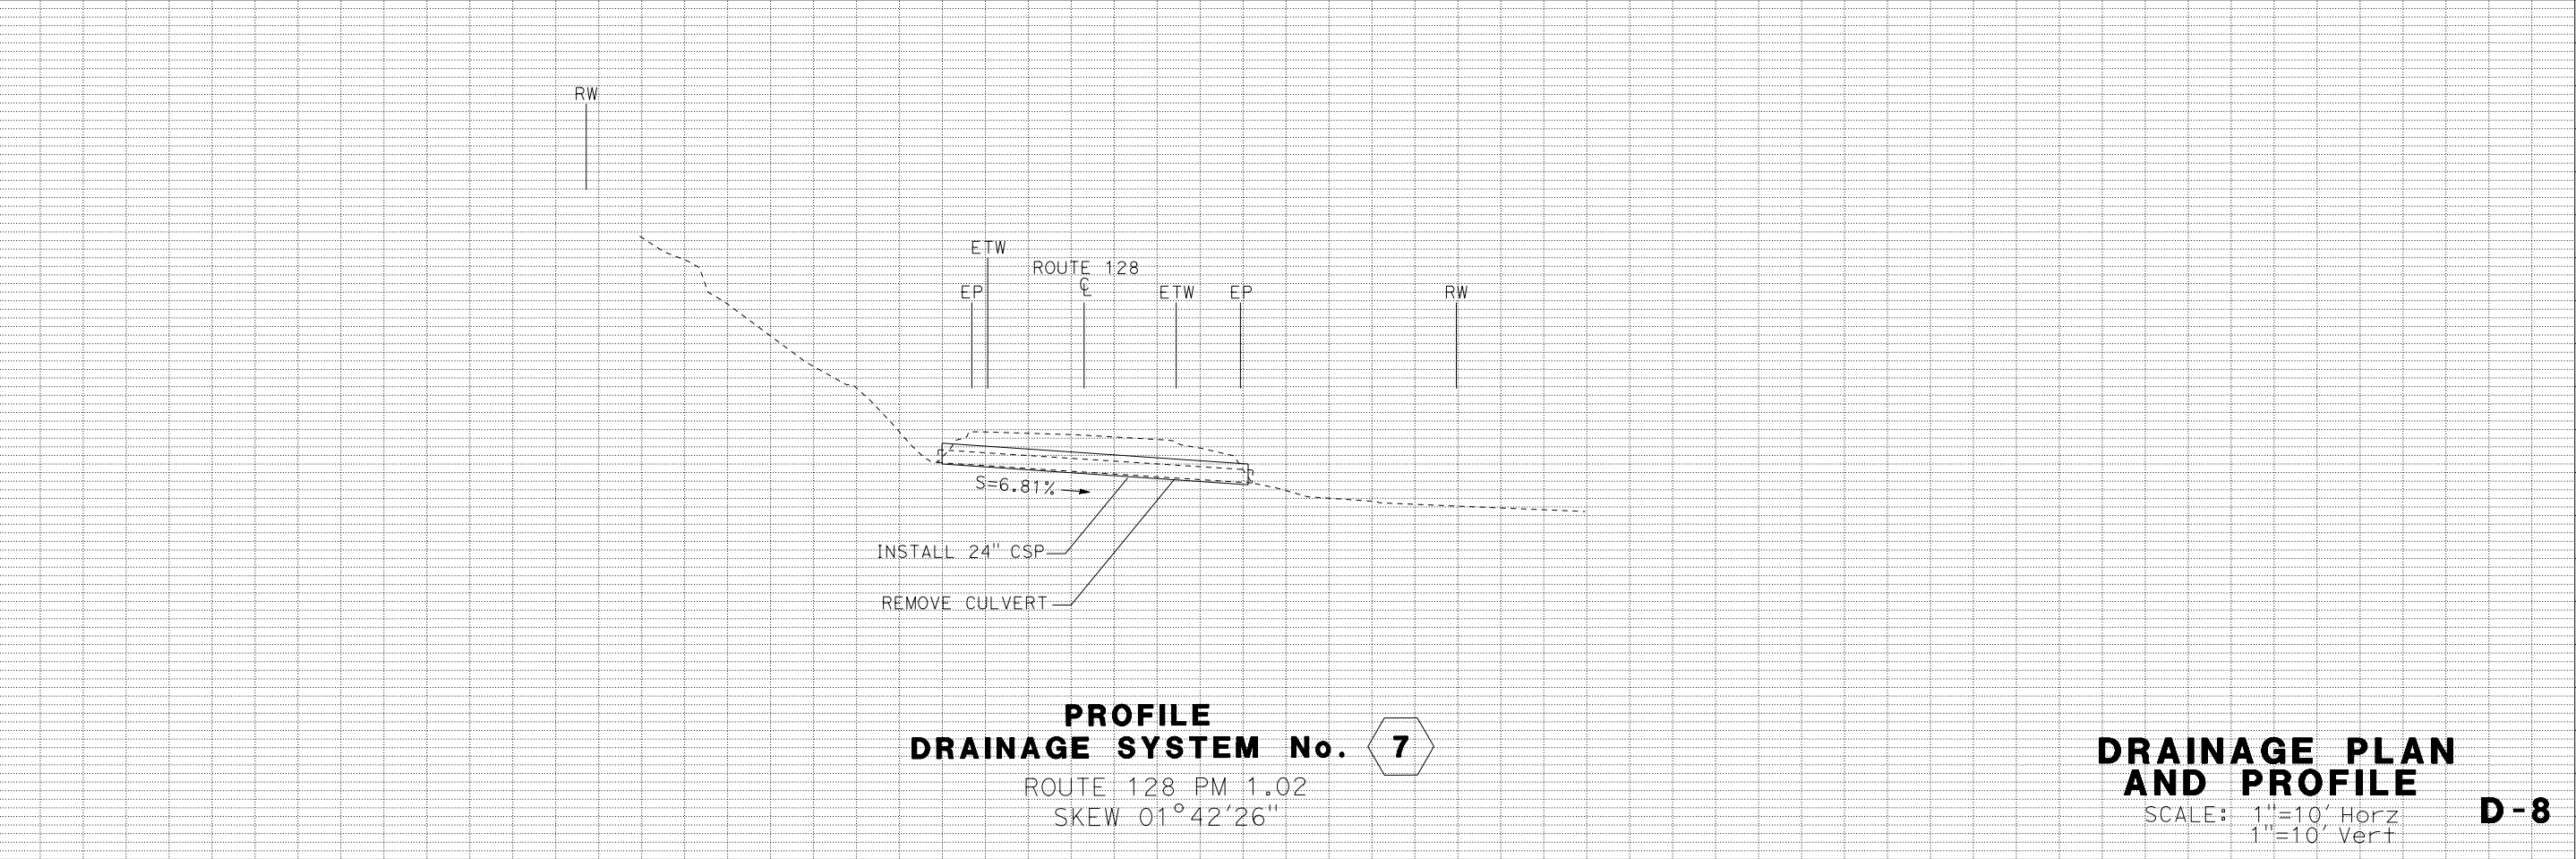 RW
ETW
ROUTE 128
℄
EP
ETW
EP
RW
S=6.81%
INSTALL 24" CSP
REMOVE CULVERT
PROFILE
DRAINAGE SYSTEM No. 7
ROUTE 128 PM 1.02
SKEW 01°42'26"
DRAINAGE PLAN
AND PROFILE
SCALE: 1"=10' Horz
1"=10' Vert
D-8